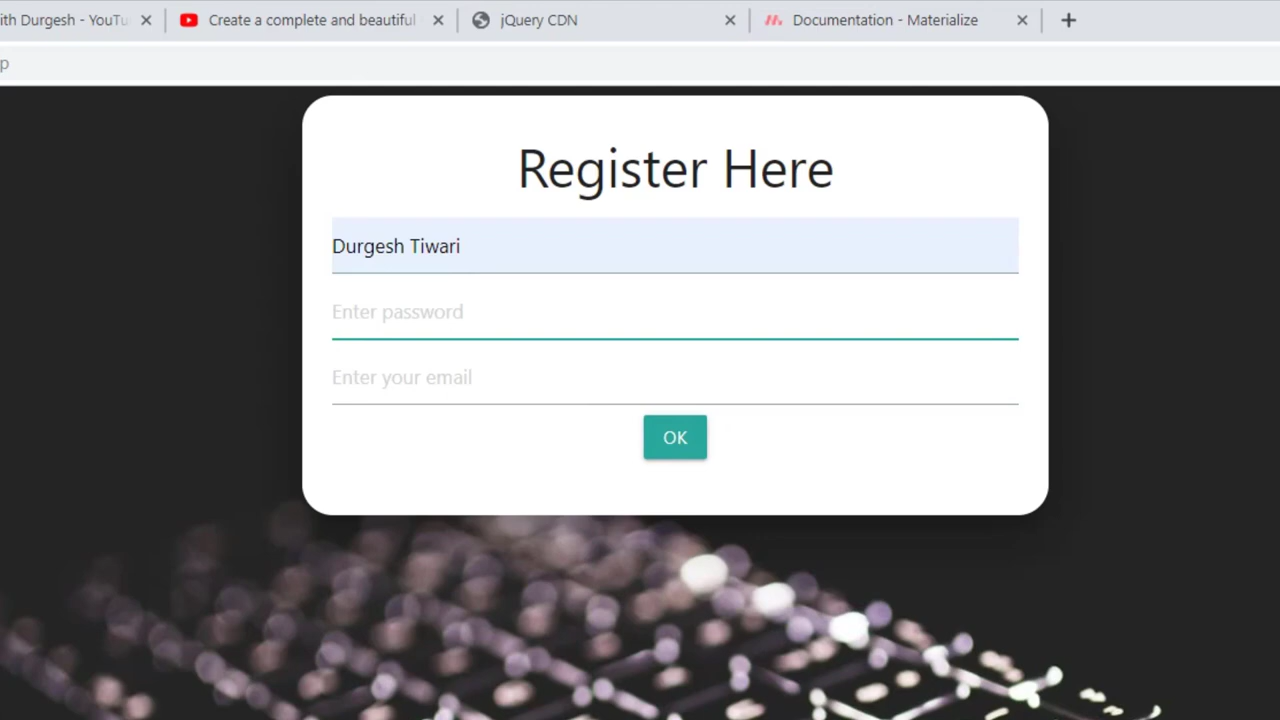 ith Durgesh - YouTu
Create a complete and beautiful
jQuery CDN
Documentation - Materialize
p
Register Here
Durgesh Tiwari
Enter password
Enter your email
OK